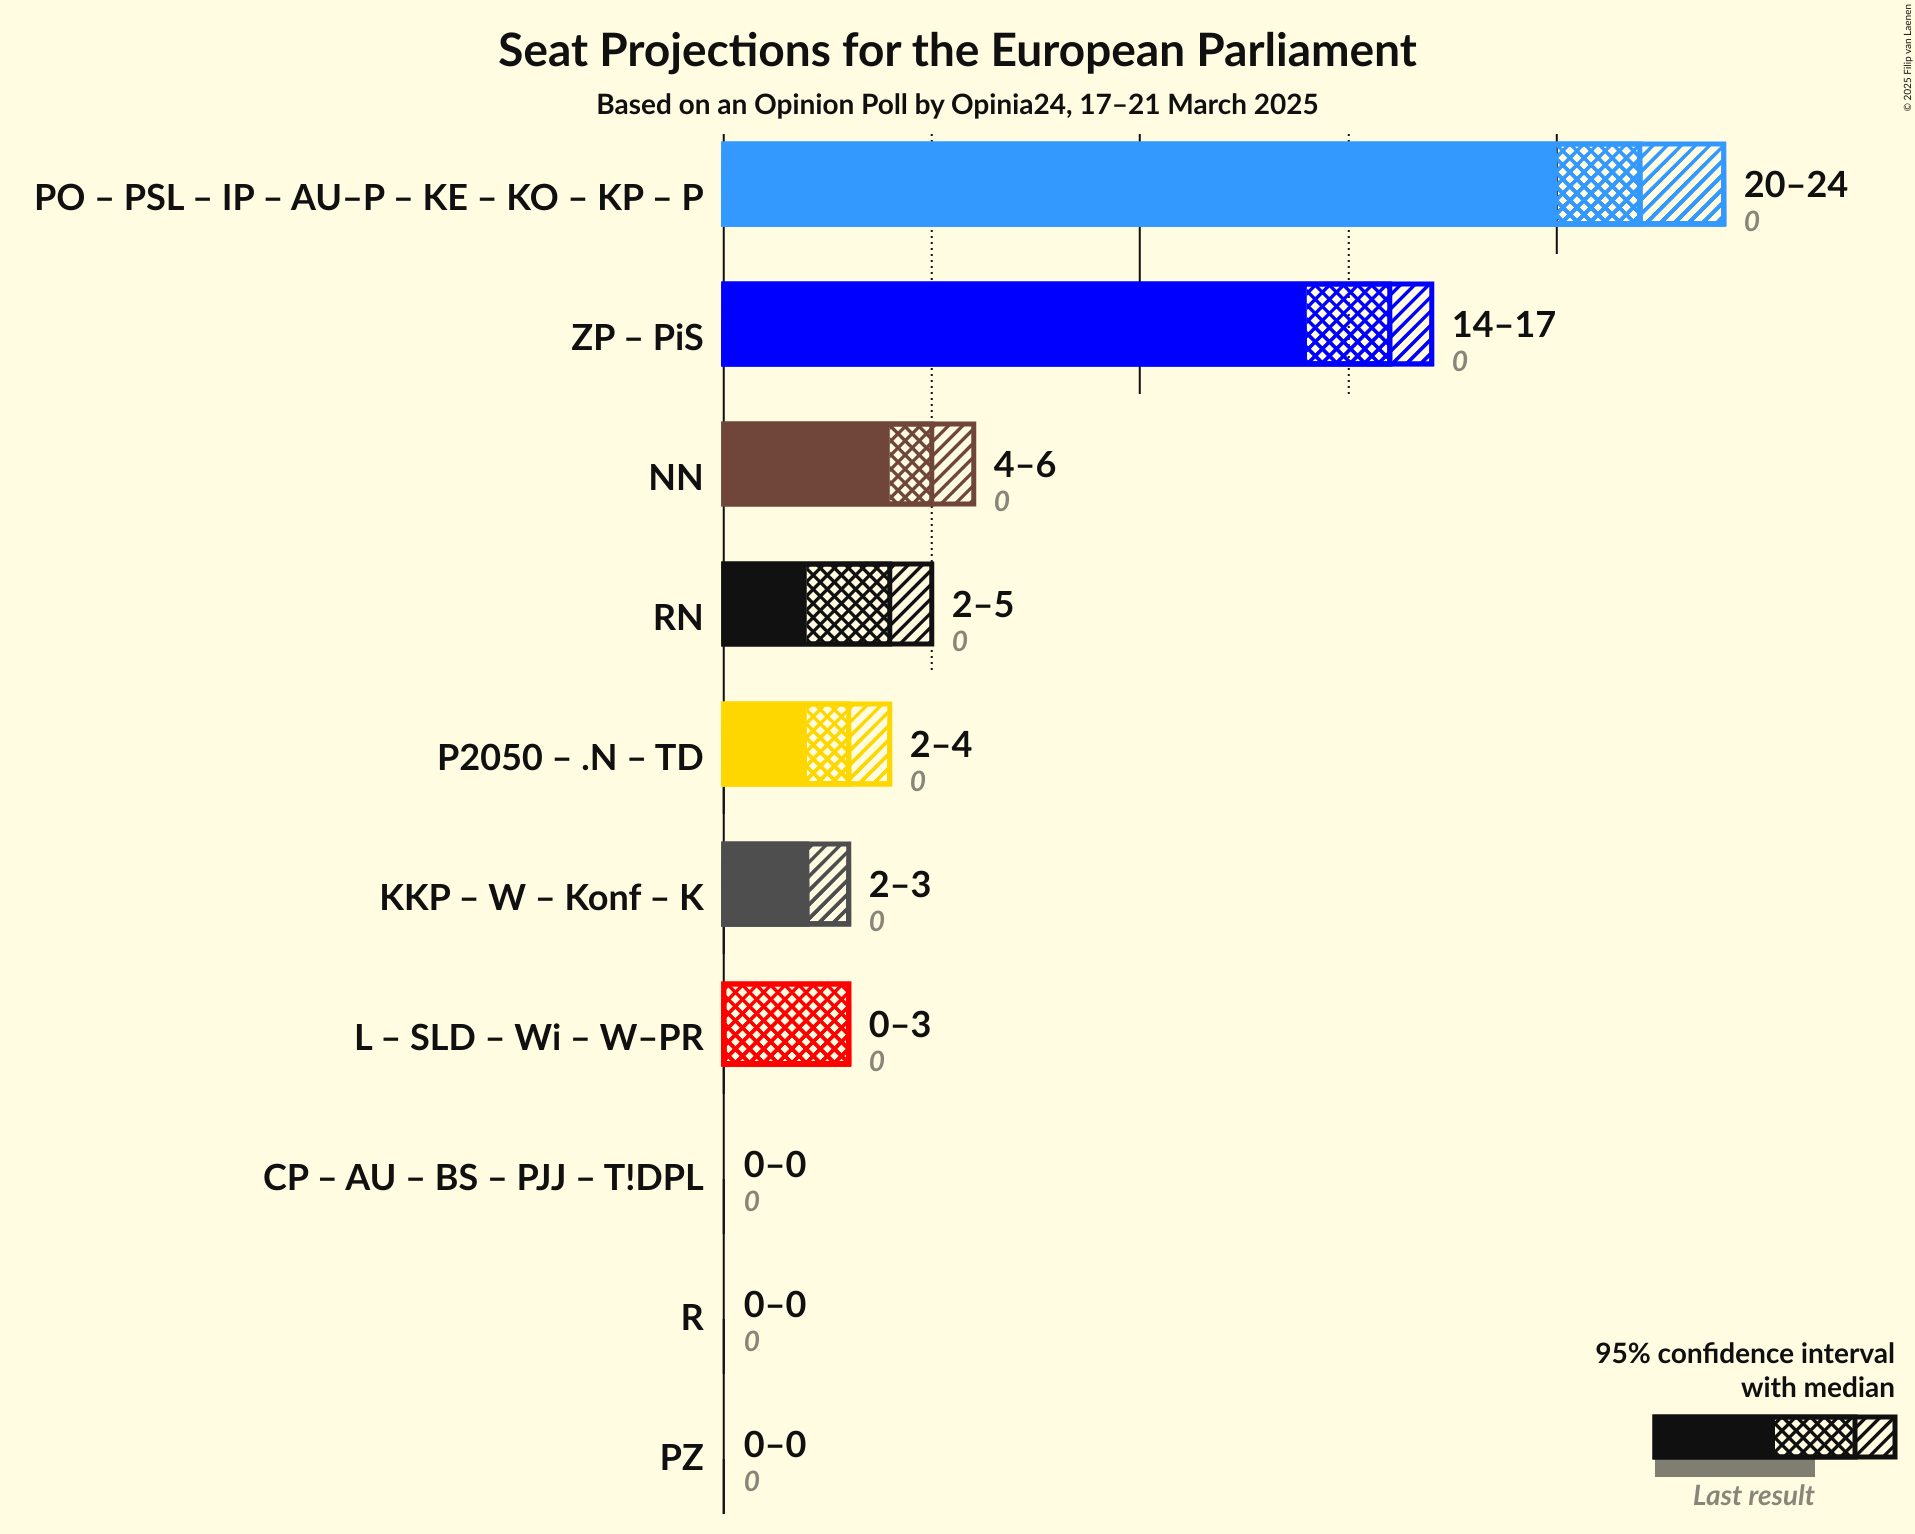 Seat Projections for the European Parliament
Based on an Opinion Poll by Opinia24, 17–21 March 2025
© 2025 Filip van Laenen
PO – PSL – IP – AU–P – KE – KO – KP – P
20–24
0
ZP – PiS
14–17
0
NN
4–6
0
RN
2–5
0
P2050 – .N – TD
2–4
0
KKP – W – Konf – K
2–3
0
L – SLD – Wi – W–PR
0–3
0
CP – AU – BS – PJJ – T!DPL
0–0
0
R
0–0
0
PZ
0–0
0
95% confidence interval
with median
Last result